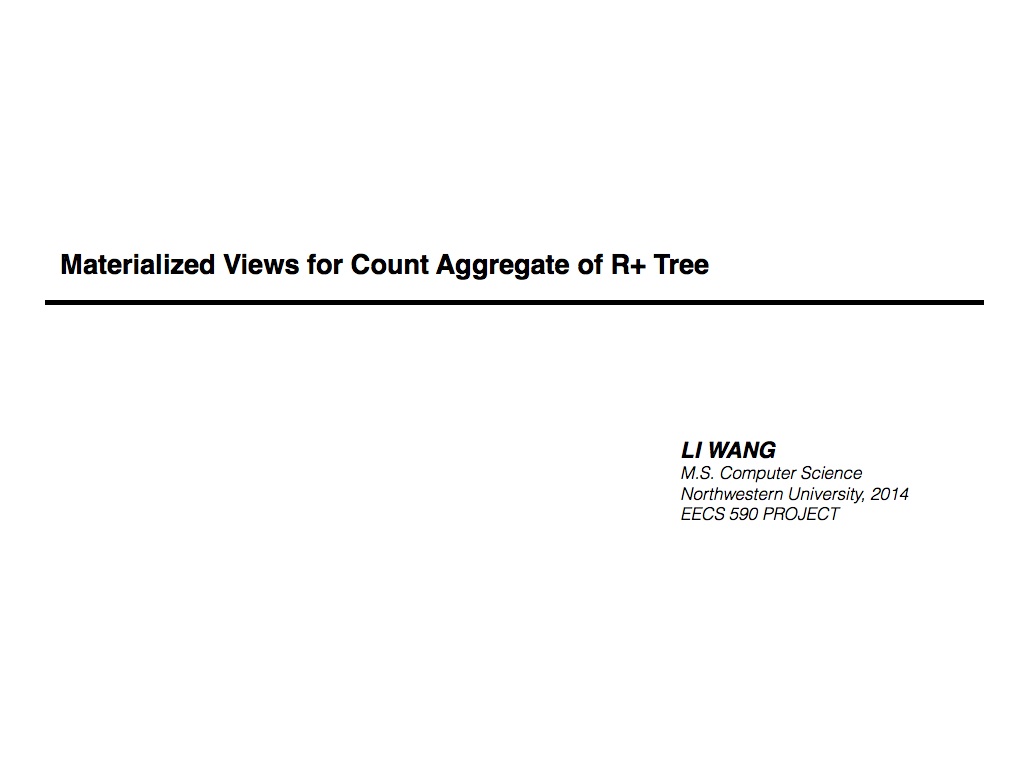 Materialized Views for Count Aggregate of R+ Tree
LI WANG
M.S. Computer Science
Northwestern University, 2014
EECS 590 PROJECT